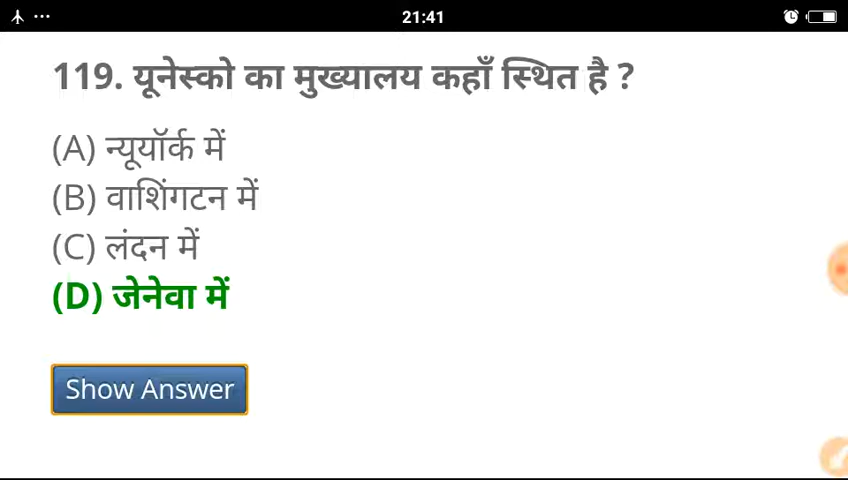 21:41
119. यूनेस्को का मुख्यालय कहाँ स्थित है ?
(A) न्यूयॉर्क में
(B) वाशिंगटन में
(C) लंदन में
(D) जेनेवा में
Show Answer